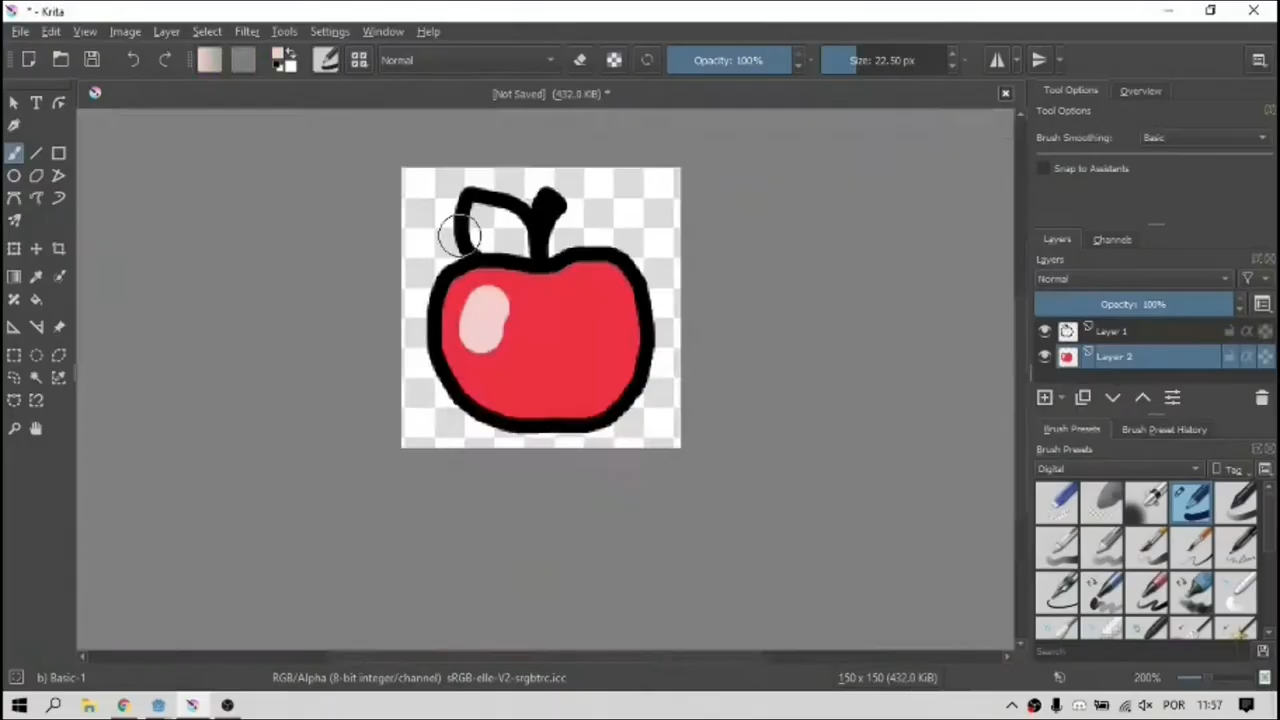 * - Krita
File Edit View Image Layer Select Filter Tools Settings Window Help
Normal Opacity: 100% Size: 22.50 px
[Not Saved] (432.0 KiB) *
Tool Options Overview
Tool Options
Brush Smoothing: Basic
Snap to Assistants
Layers Channels
Layers
Normal
Opacity: 100%
Layer 1
Layer 2
Brush Presets Brush Preset History
Brush Presets
Digital Tag
Search
b) Basic-1 RGB/Alpha (8-bit integer/channel) sRGB-elle-V2-srgbtrc.icc 150 x 150 (432.0 KiB) 200%
POR 11:57